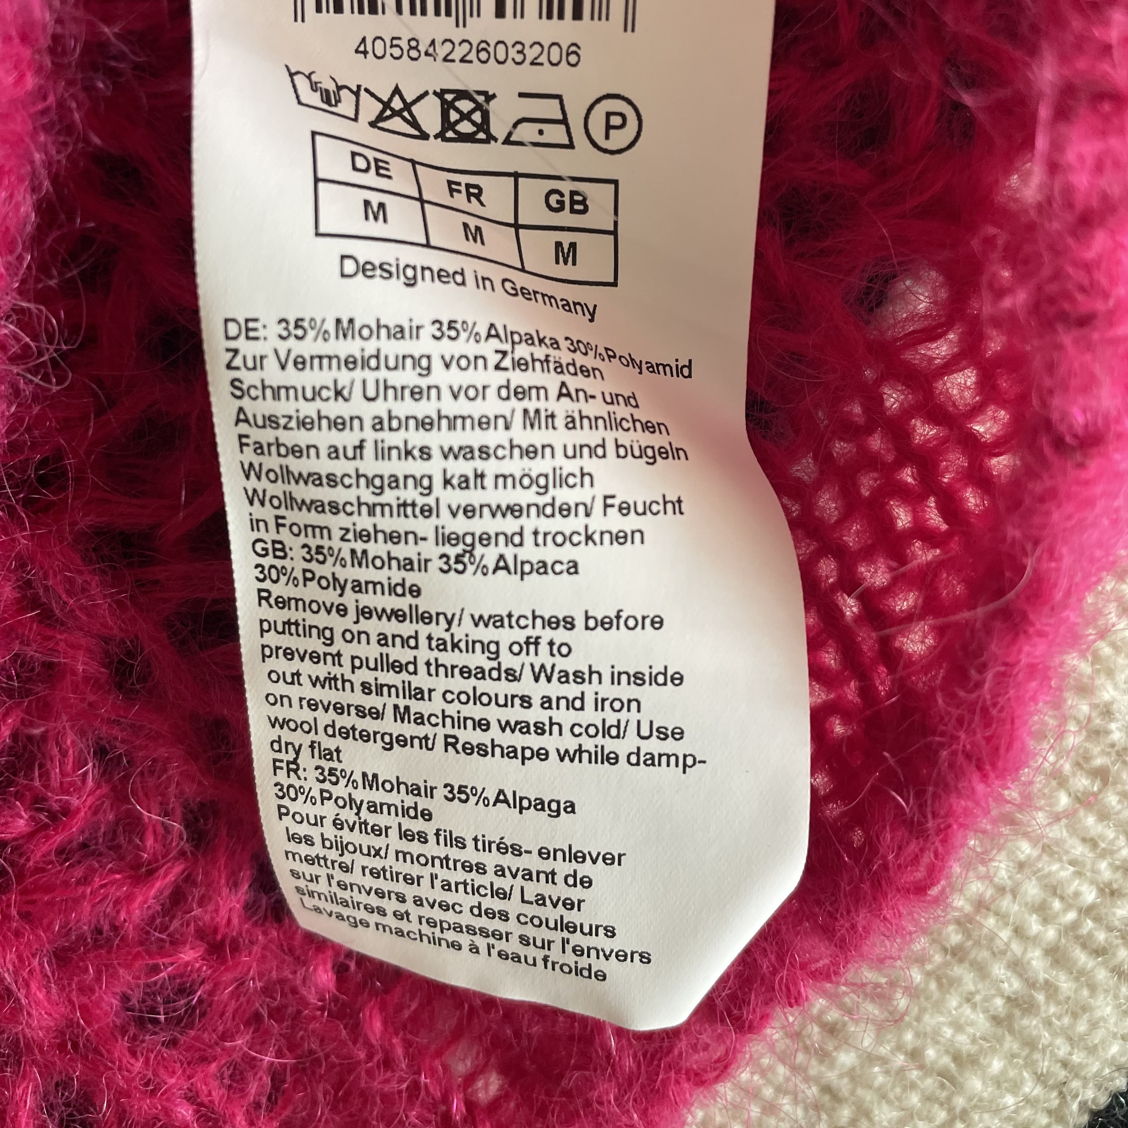 4058422603206
P
DE FR GB
M M M
Designed in Germany
DE: 35%Mohair 35%Alpaka 30%Polyamid
Zur Vermeidung von Ziehfäden
Schmuck/ Uhren vor dem An- und
Ausziehen abnehmen/ Mit ähnlichen
Farben auf links waschen und bügeln
Wollwaschgang kalt möglich
Wollwaschmittel verwenden/ Feucht
in Form ziehen- liegend trocknen
GB: 35%Mohair 35%Alpaca
30%Polyamide
Remove jewellery/ watches before
putting on and taking off to
prevent pulled threads/ Wash inside
out with similar colours and iron
on reverse/ Machine wash cold/ Use
wool detergent/ Reshape while damp-
dry flat
FR: 35%Mohair 35%Alpaga
30%Polyamide
Pour éviter les fils tirés- enlever
les bijoux/ montres avant de
mettre/ retirer l'article/ Laver
sur l'envers avec des couleurs
similaires et repasser sur l'envers
Lavage machine à l'eau froide